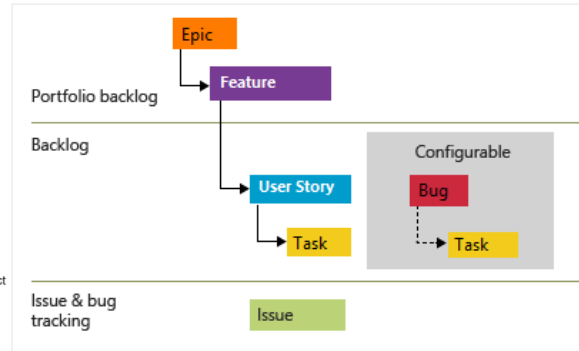 Epic
Feature
Portfolio backlog
Backlog
Configurable
User Story
Bug
Task
Task
Issue & bug
tracking
Issue